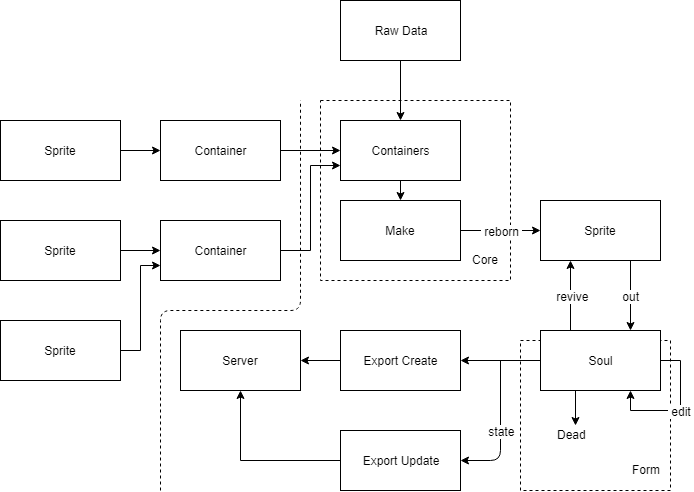 Raw Data
Sprite
Container
Containers
Sprite
Container
Make
reborn
Sprite
Core
revive
out
Sprite
Server
Export Create
Soul
edit
state
Dead
Export Update
Form